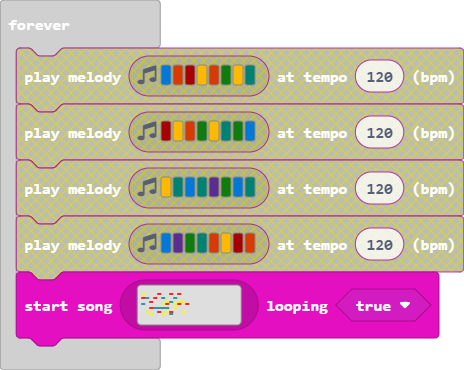 forever
play melody at tempo 120 (bpm)
play melody at tempo 120 (bpm)
play melody at tempo 120 (bpm)
play melody at tempo 120 (bpm)
start song looping true